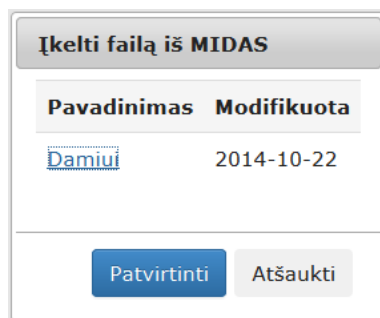 Įkelti failą iš MIDAS
Pavadinimas Modifikuota
Damiui 2014-10-22
Patvirtinti Atšaukti